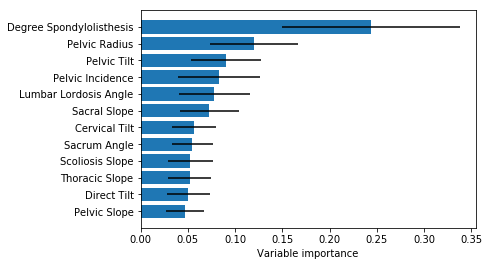 Degree Spondylolisthesis
Pelvic Radius
Pelvic Tilt
Pelvic Incidence
Lumbar Lordosis Angle
Sacral Slope
Cervical Tilt
Sacrum Angle
Scoliosis Slope
Thoracic Slope
Direct Tilt
Pelvic Slope
0.00 0.05 0.10 0.15 0.20 0.25 0.30 0.35
Variable importance